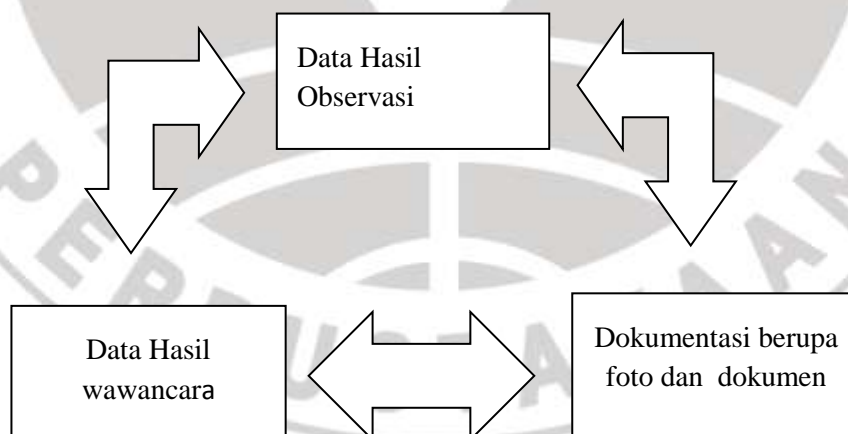 Data Hasil
Observasi
Data Hasil
wawancara
Dokumentasi berupa
foto dan dokumen